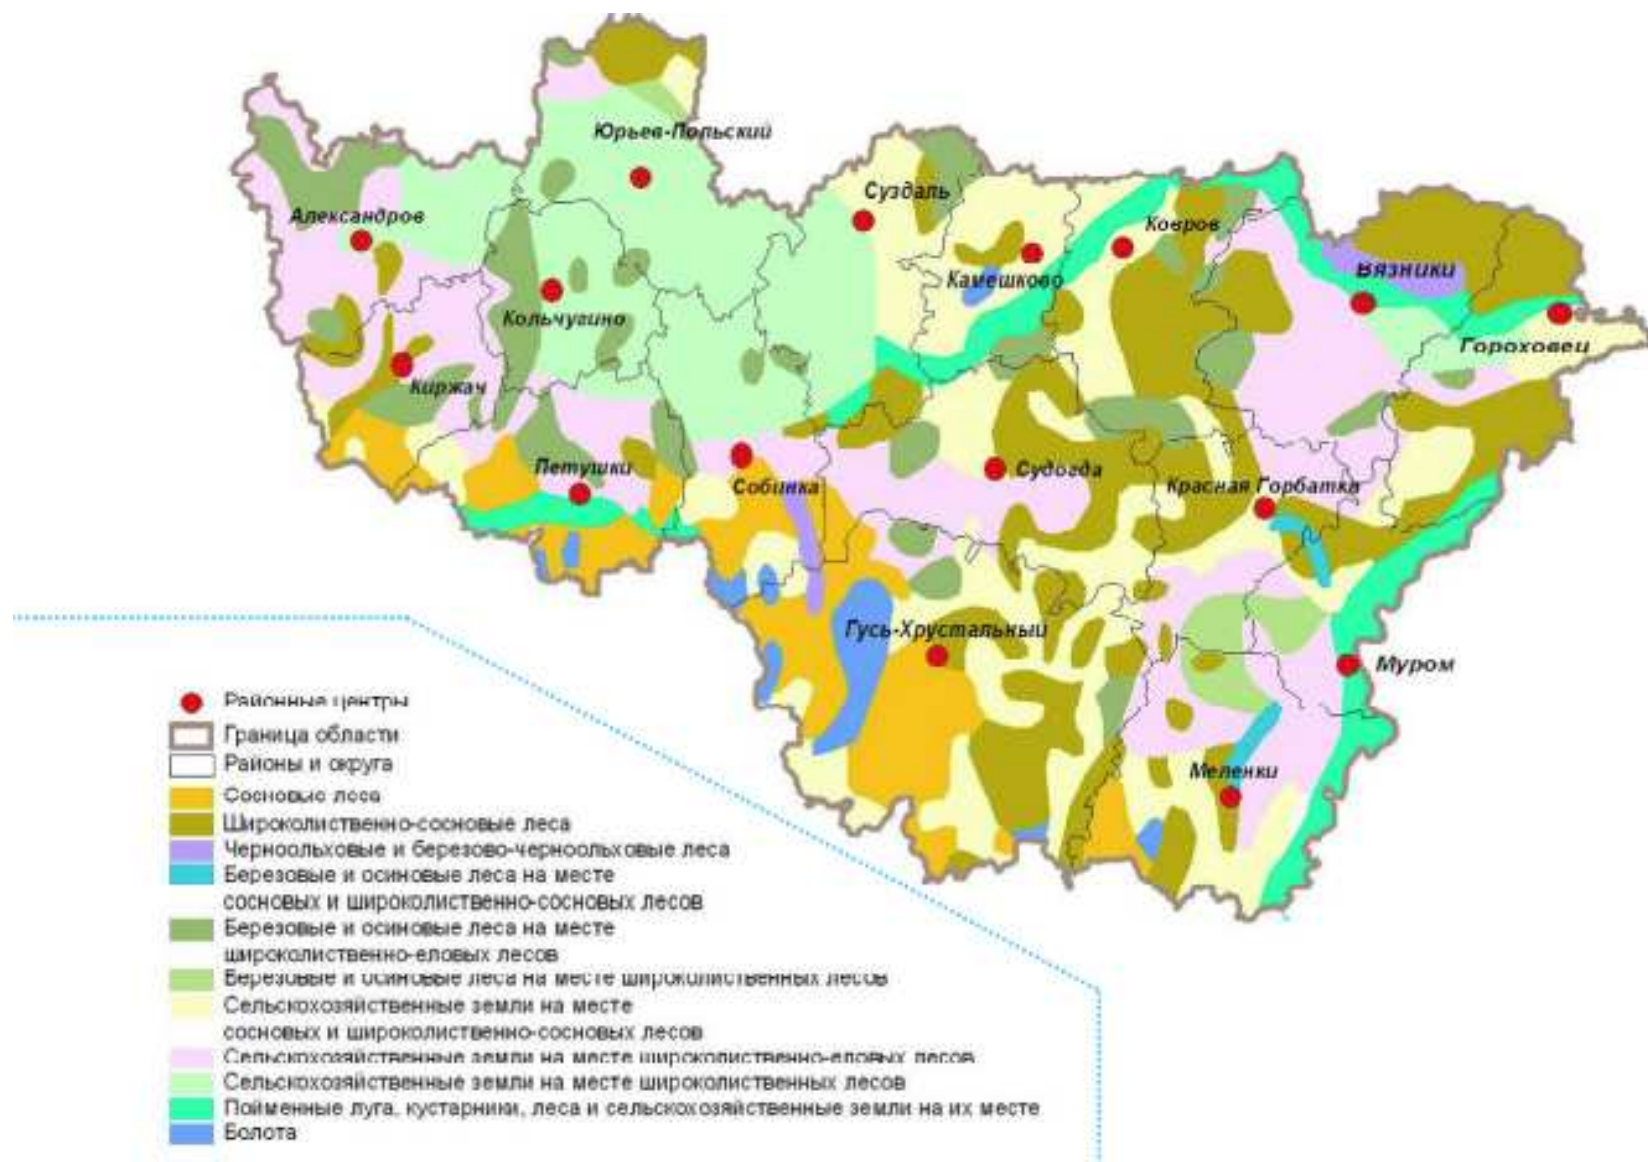 Юрьев-Польский
Суздаль
Александров
Ковров
Камешково
Вязники
Кольчугино
Гороховец
Киржач
Петушки
Собинка
Судогда
Красная Горбатка
Гусь-Хрустальный
Муром
Меленки
Районные центры
Граница области
Районы и округа
Сосновые леса
Широколиственно-сосновые леса
Черноольховые и березово-черноольховые леса
Березовые и осиновые леса на месте
сосновых и широколиственно-сосновых лесов
Березовые и осиновые леса на месте
широколиственно-еловых лесов
Березовые и осиновые леса на месте широколиственных лесов
Сельскохозяйственные земли на месте
сосновых и широколиственно-сосновых лесов
Сельскохозяйственные земли на месте широколиственно-еловых лесов
Сельскохозяйственные земли на месте широколиственных лесов
Пойменные луга, кустарники, леса и сельскохозяйственные земли на их месте
Болота